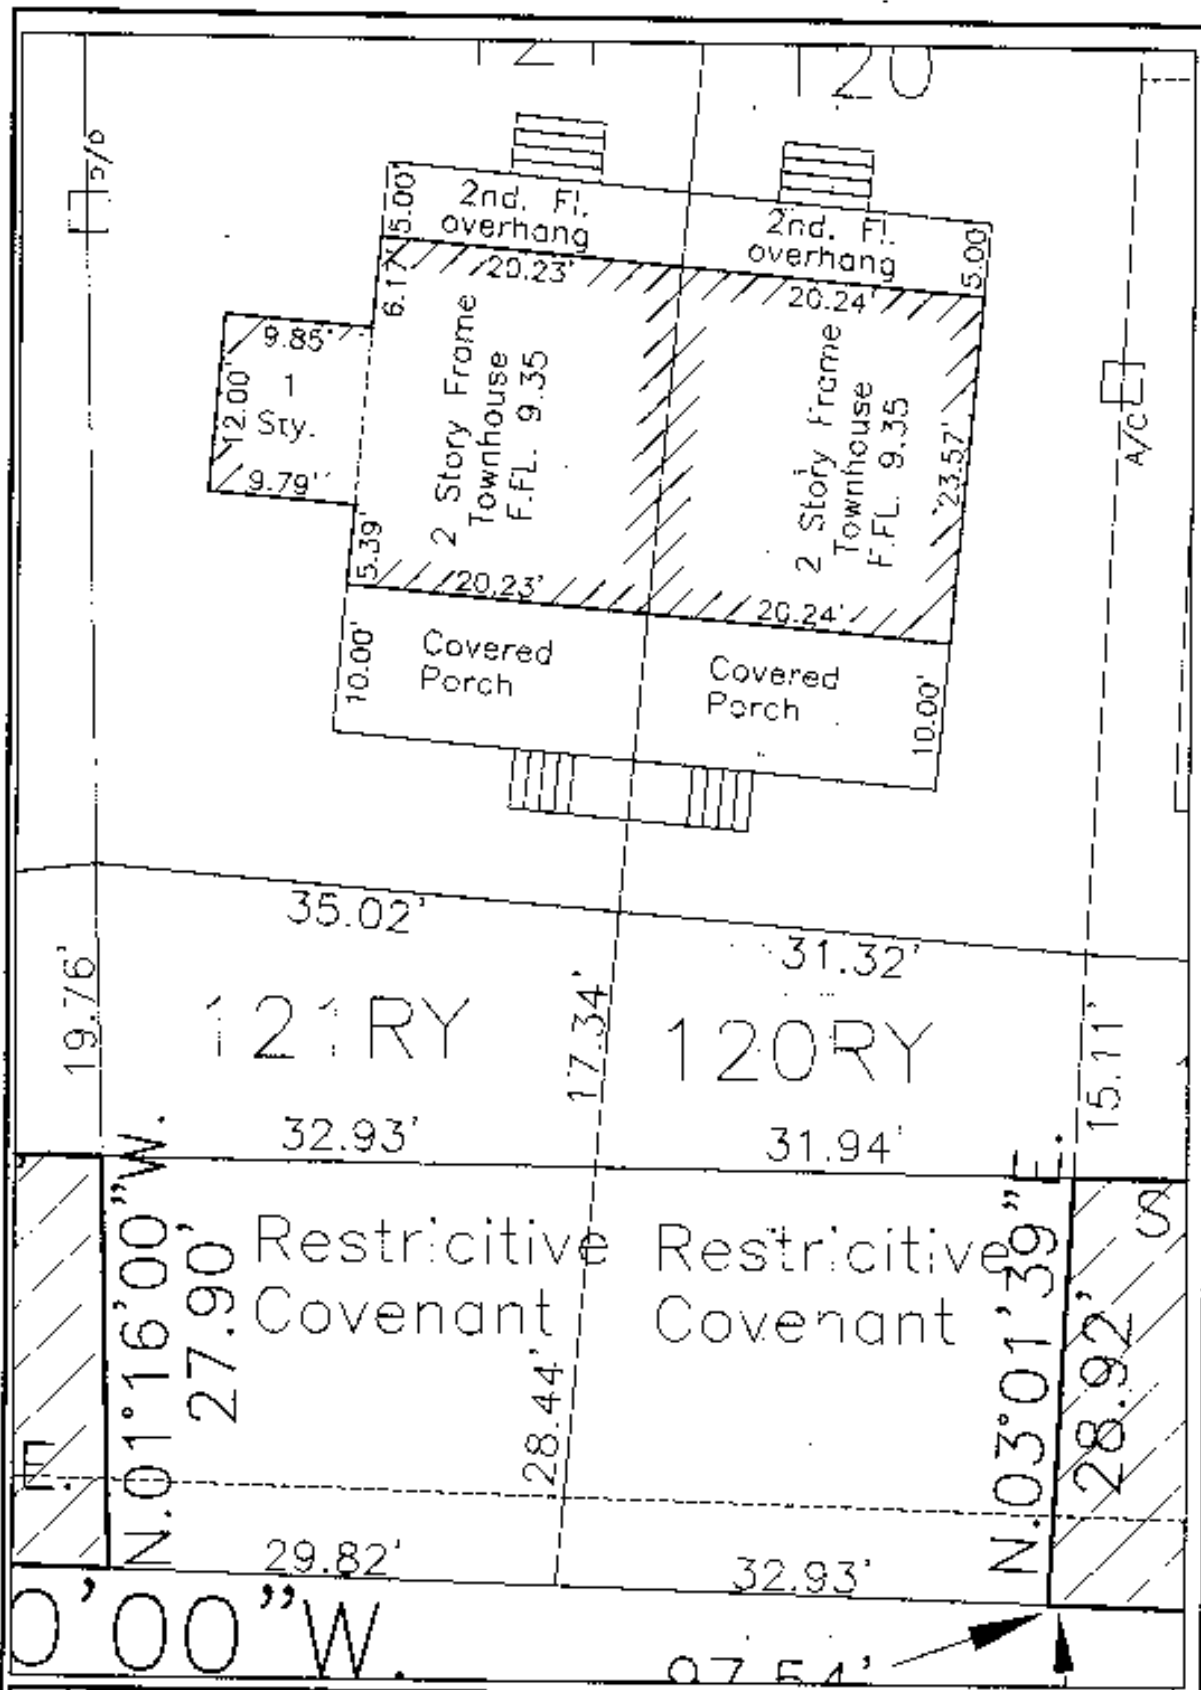 121
120
A/C
5.00'
2nd. Fl.
overhang
2nd. Fl.
overhang
5.00
6.17'
20.23'
20.24'
9.85'
12.00'
1
Sty.
9.79'
2 Story Frame
Townhouse
F.FL. 9.35
2 Story Frame
Townhouse
F.FL. 9.35
23.57'
A/C
5.39'
20.23'
20.24'
10.00'
Covered
Porch
Covered
Porch
10.00'
35.02'
31.32'
19.76'
121RY
17.34'
120RY
15.11'
32.93'
31.94'
N.01°16'00"W.
27.90'
Restricitive
Covenant
Restricitive
Covenant
N.03°01'39"E.
28.92'
S
E.
28.44'
29.82'
32.93'
0'00"W.
97.54'